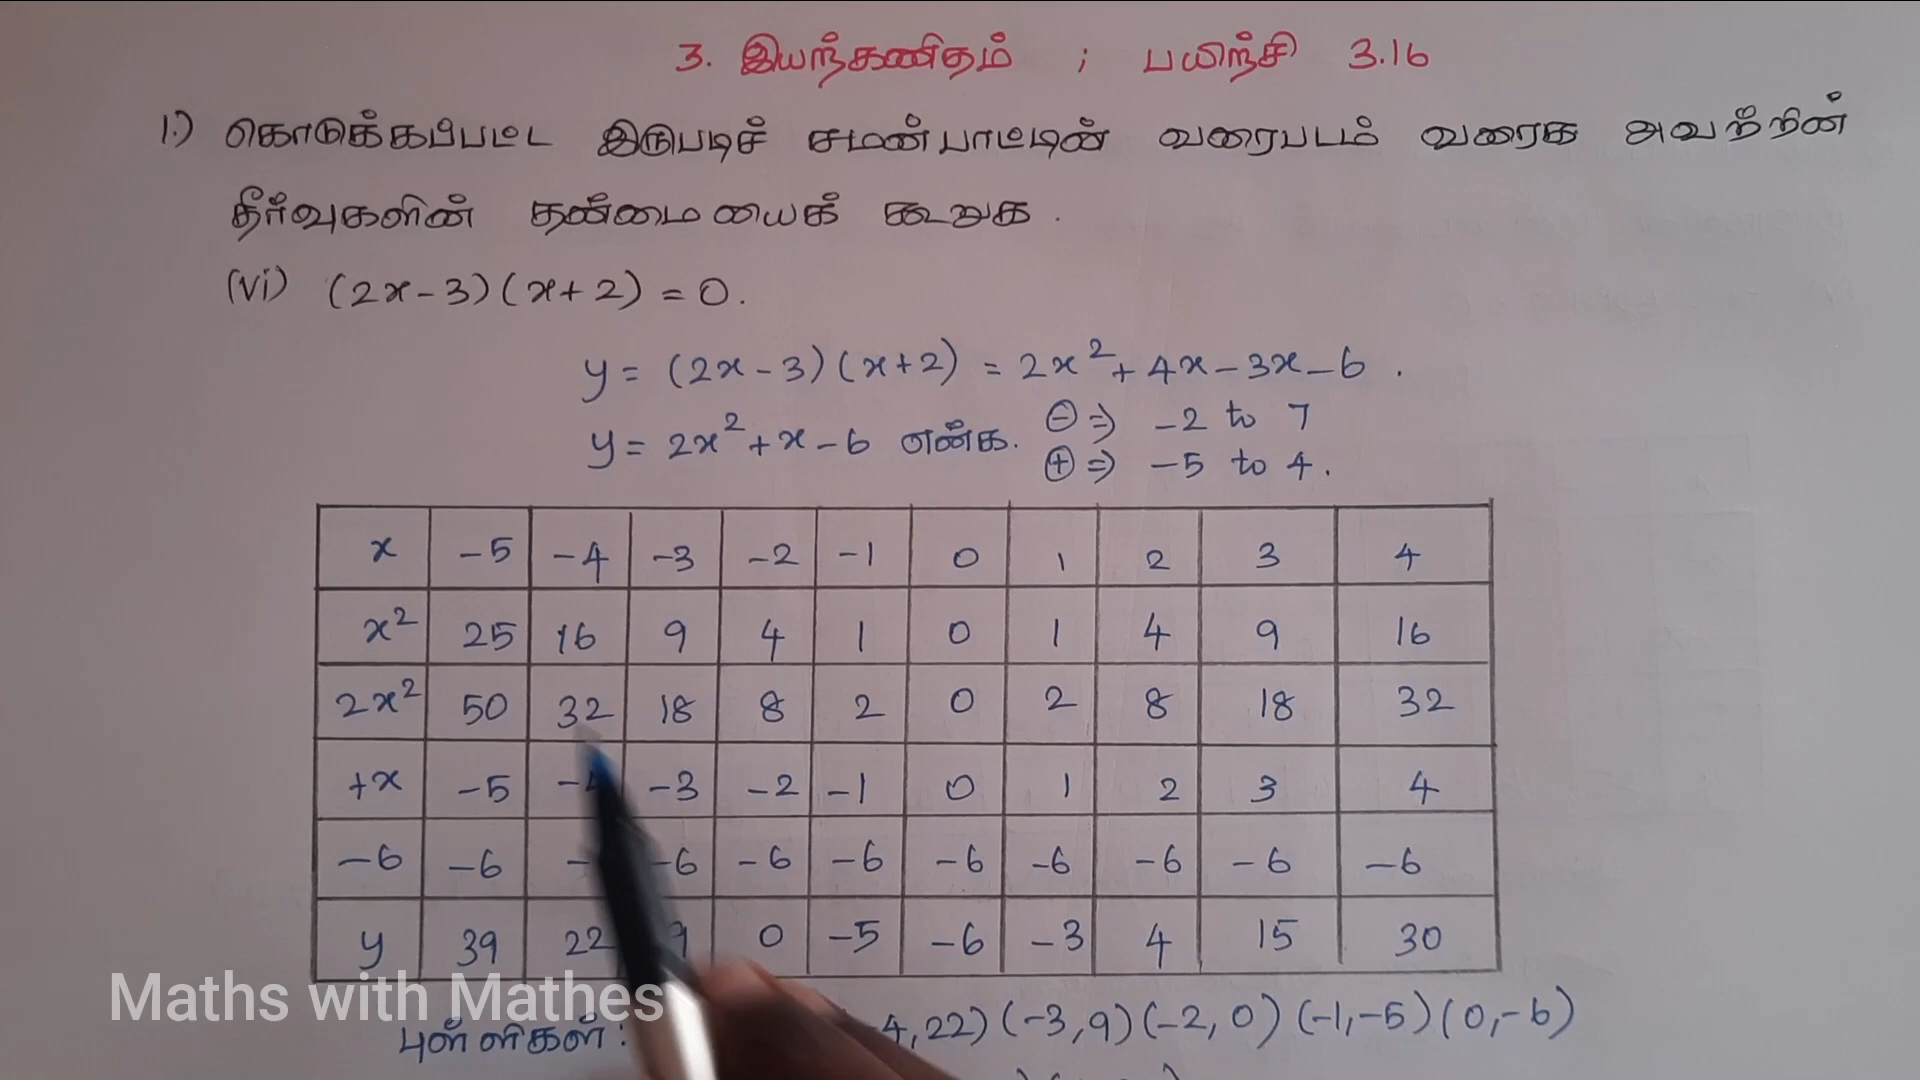 3. இயற்கணிதம் ; பயிற்சி 3.16
1.) கொடுக்கப்பட்ட இருபடிச் சமன்பாட்டின் வரைபடம் வரைக அவற்றின்
தீர்வுகளின் தன்மையைக் கூறுக .
(vi) (2x-3)(x+2) = 0.
y = (2x-3)(x+2) = 2x² + 4x - 3x - 6 .
⊖ ⇒ -2 to 7
y = 2x² + x - 6 என்க.
⊕ ⇒ -5 to 4 .
x -5 -4 -3 -2 -1 0 1 2 3 4
x² 25 16 9 4 1 0 1 4 9 16
2x² 50 32 18 8 2 0 2 8 18 32
+x -5 -4 -3 -2 -1 0 1 2 3 4
-6 -6 - -6 -6 -6 -6 -6 -6 -6 -6
y 39 22 9 0 -5 -6 -3 4 15 30
Maths with Mathes
புள்ளிகள் : 4,22) (-3,9) (-2,0) (-1,-5) (0,-6)